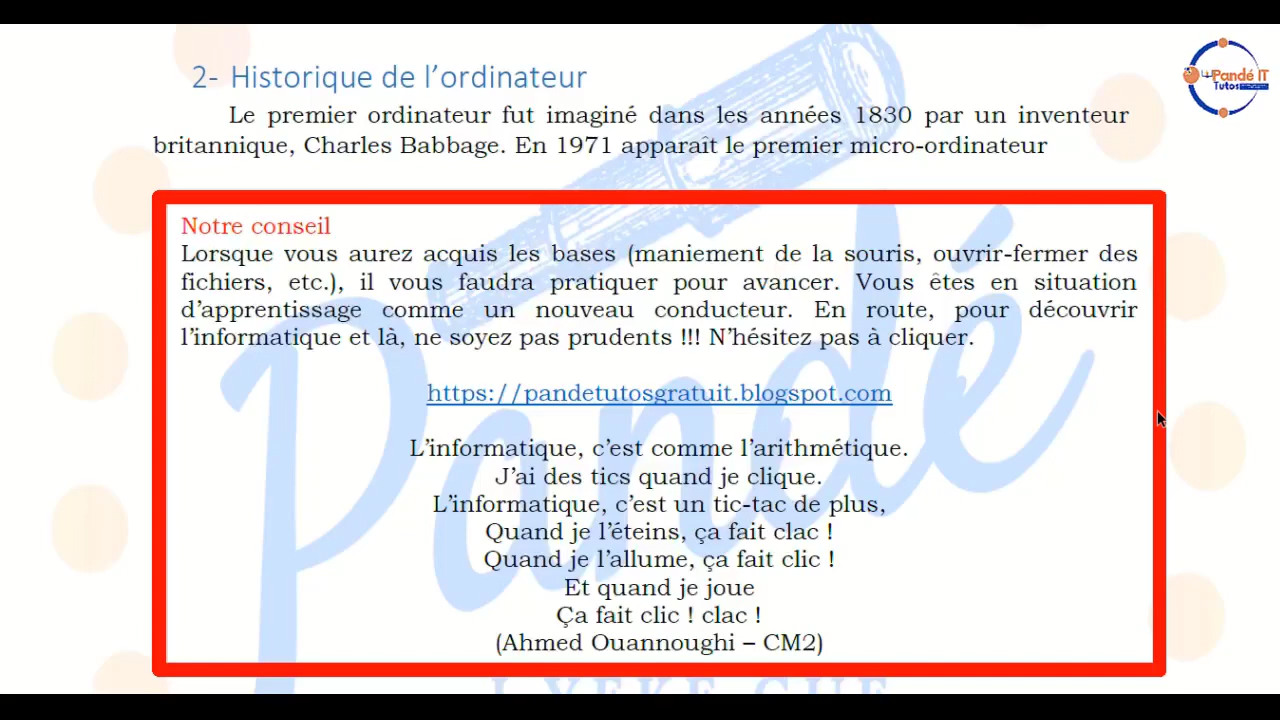 Pandé IT
Tutos
2- Historique de l’ordinateur
Le premier ordinateur fut imaginé dans les années 1830 par un inventeur
britannique, Charles Babbage. En 1971 apparaît le premier micro-ordinateur
Notre conseil
Lorsque vous aurez acquis les bases (maniement de la souris, ouvrir-fermer des
fichiers, etc.), il vous faudra pratiquer pour avancer. Vous êtes en situation
d’apprentissage comme un nouveau conducteur. En route, pour découvrir
l’informatique et là, ne soyez pas prudents !!! N’hésitez pas à cliquer.
https://pandetutosgratuit.blogspot.com
L’informatique, c’est comme l’arithmétique.
J’ai des tics quand je clique.
L’informatique, c’est un tic-tac de plus,
Quand je l’éteins, ça fait clac !
Quand je l’allume, ça fait clic !
Et quand je joue
Ça fait clic ! clac !
(Ahmed Ouannoughi – CM2)
Pandé